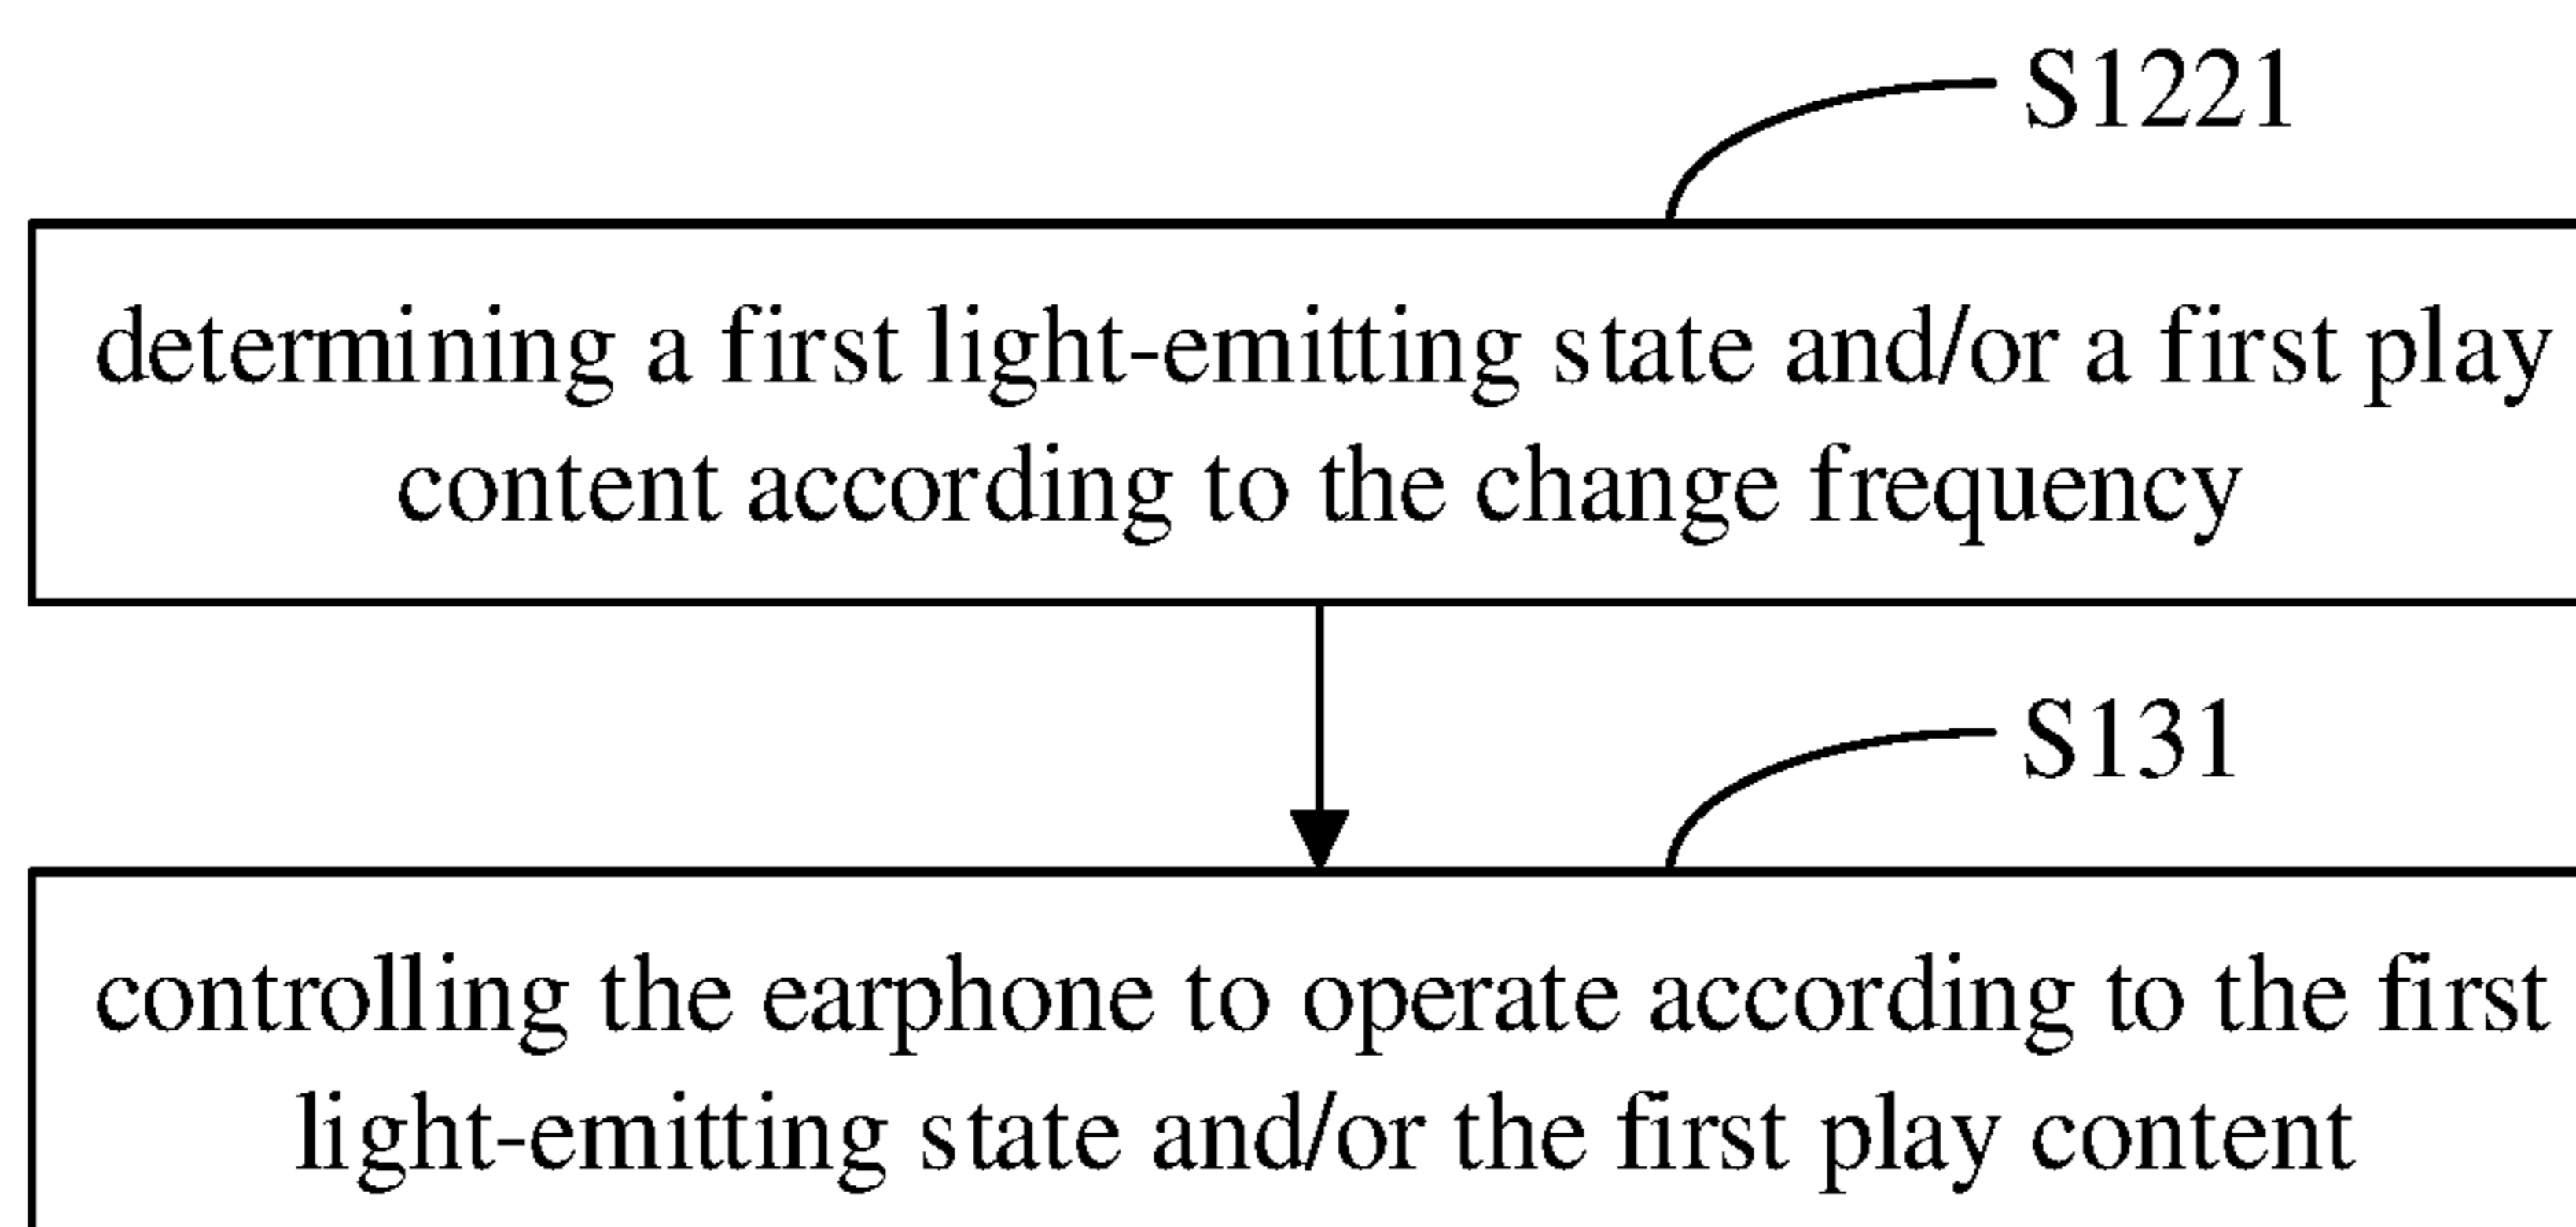 S1221
determining a first light-emitting state and/or a first play
content according to the change frequency
S131
controlling the earphone to operate according to the first
light-emitting state and/or the first play content